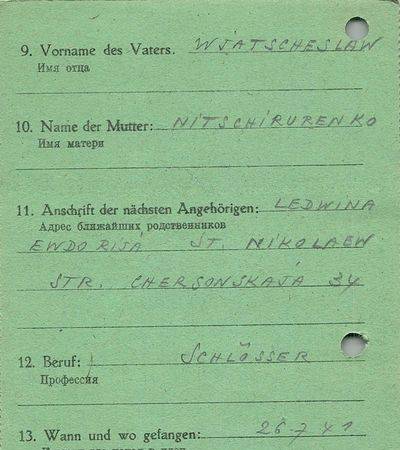 9. Vorname des Vaters. WJATSCHESLAW
Имя отца
10. Name der Mutter: NITSCHIRURENKO
Имя матери
11. Anschrift der nächsten Angehörigen: LEDWINA
Адрес ближайших родственников
EWDORIJA ST. NIKOLAEW
STR. CHERSONSKAJA 34
12. Beruf: SCHLÖSSER
Профессия
13. Wann und wo gefangen: 26-7 41